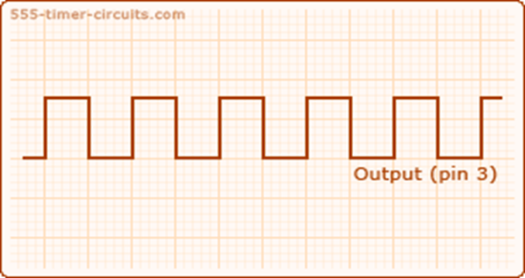 555-timer-circuits.com
Output (pin 3)